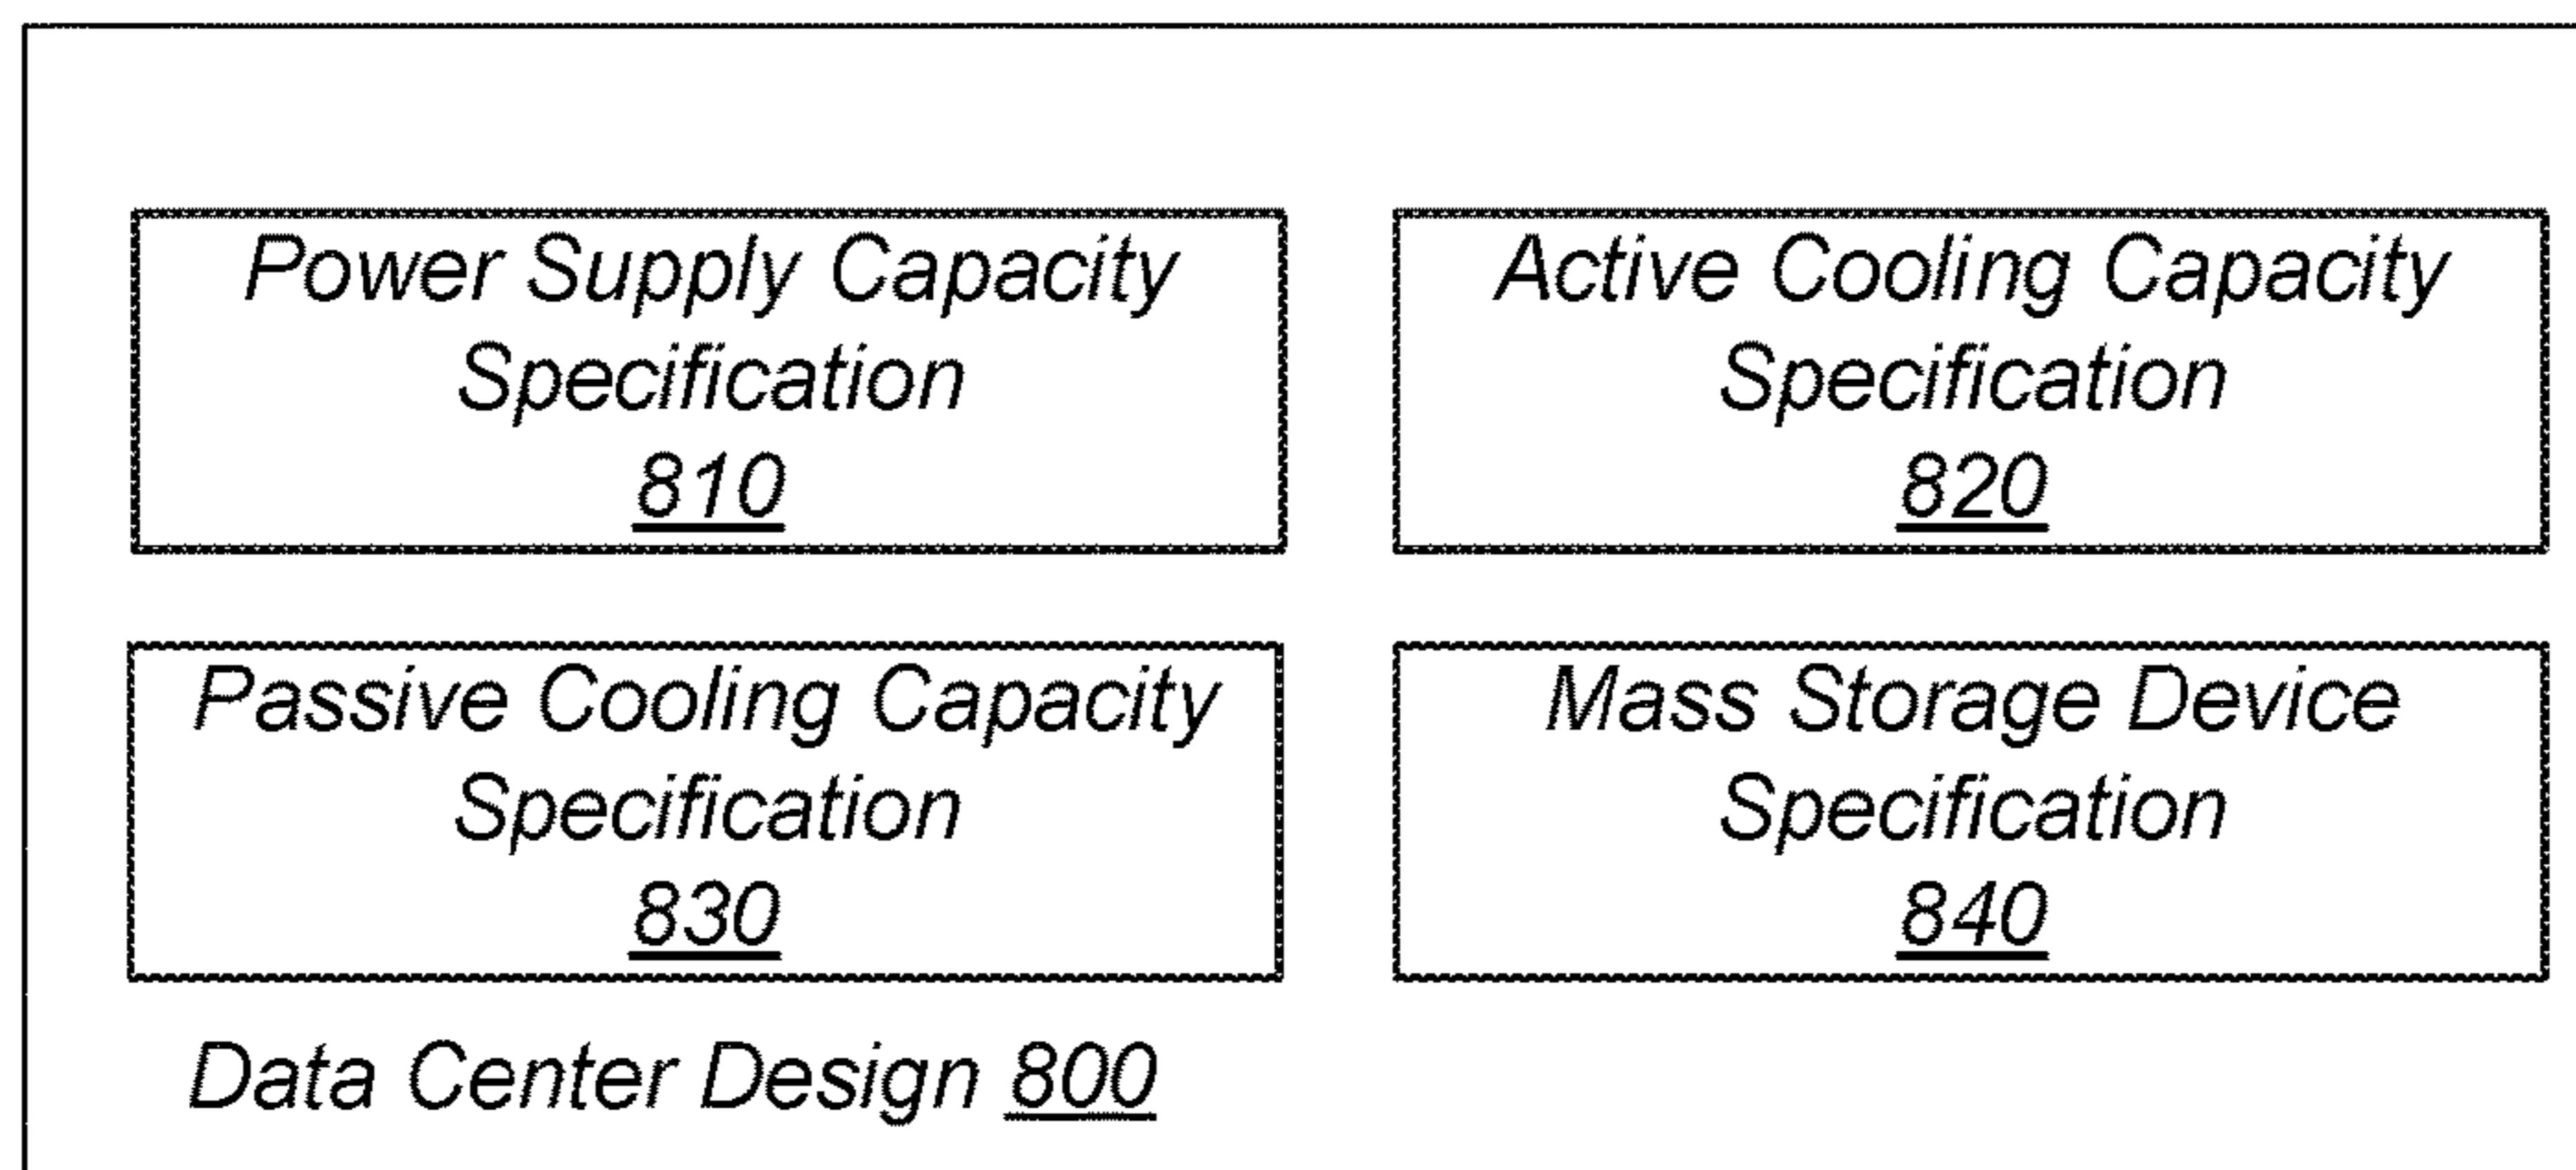 Power Supply Capacity
Specification
810
Active Cooling Capacity
Specification
820
Passive Cooling Capacity
Specification
830
Mass Storage Device
Specification
840
Data Center Design 800